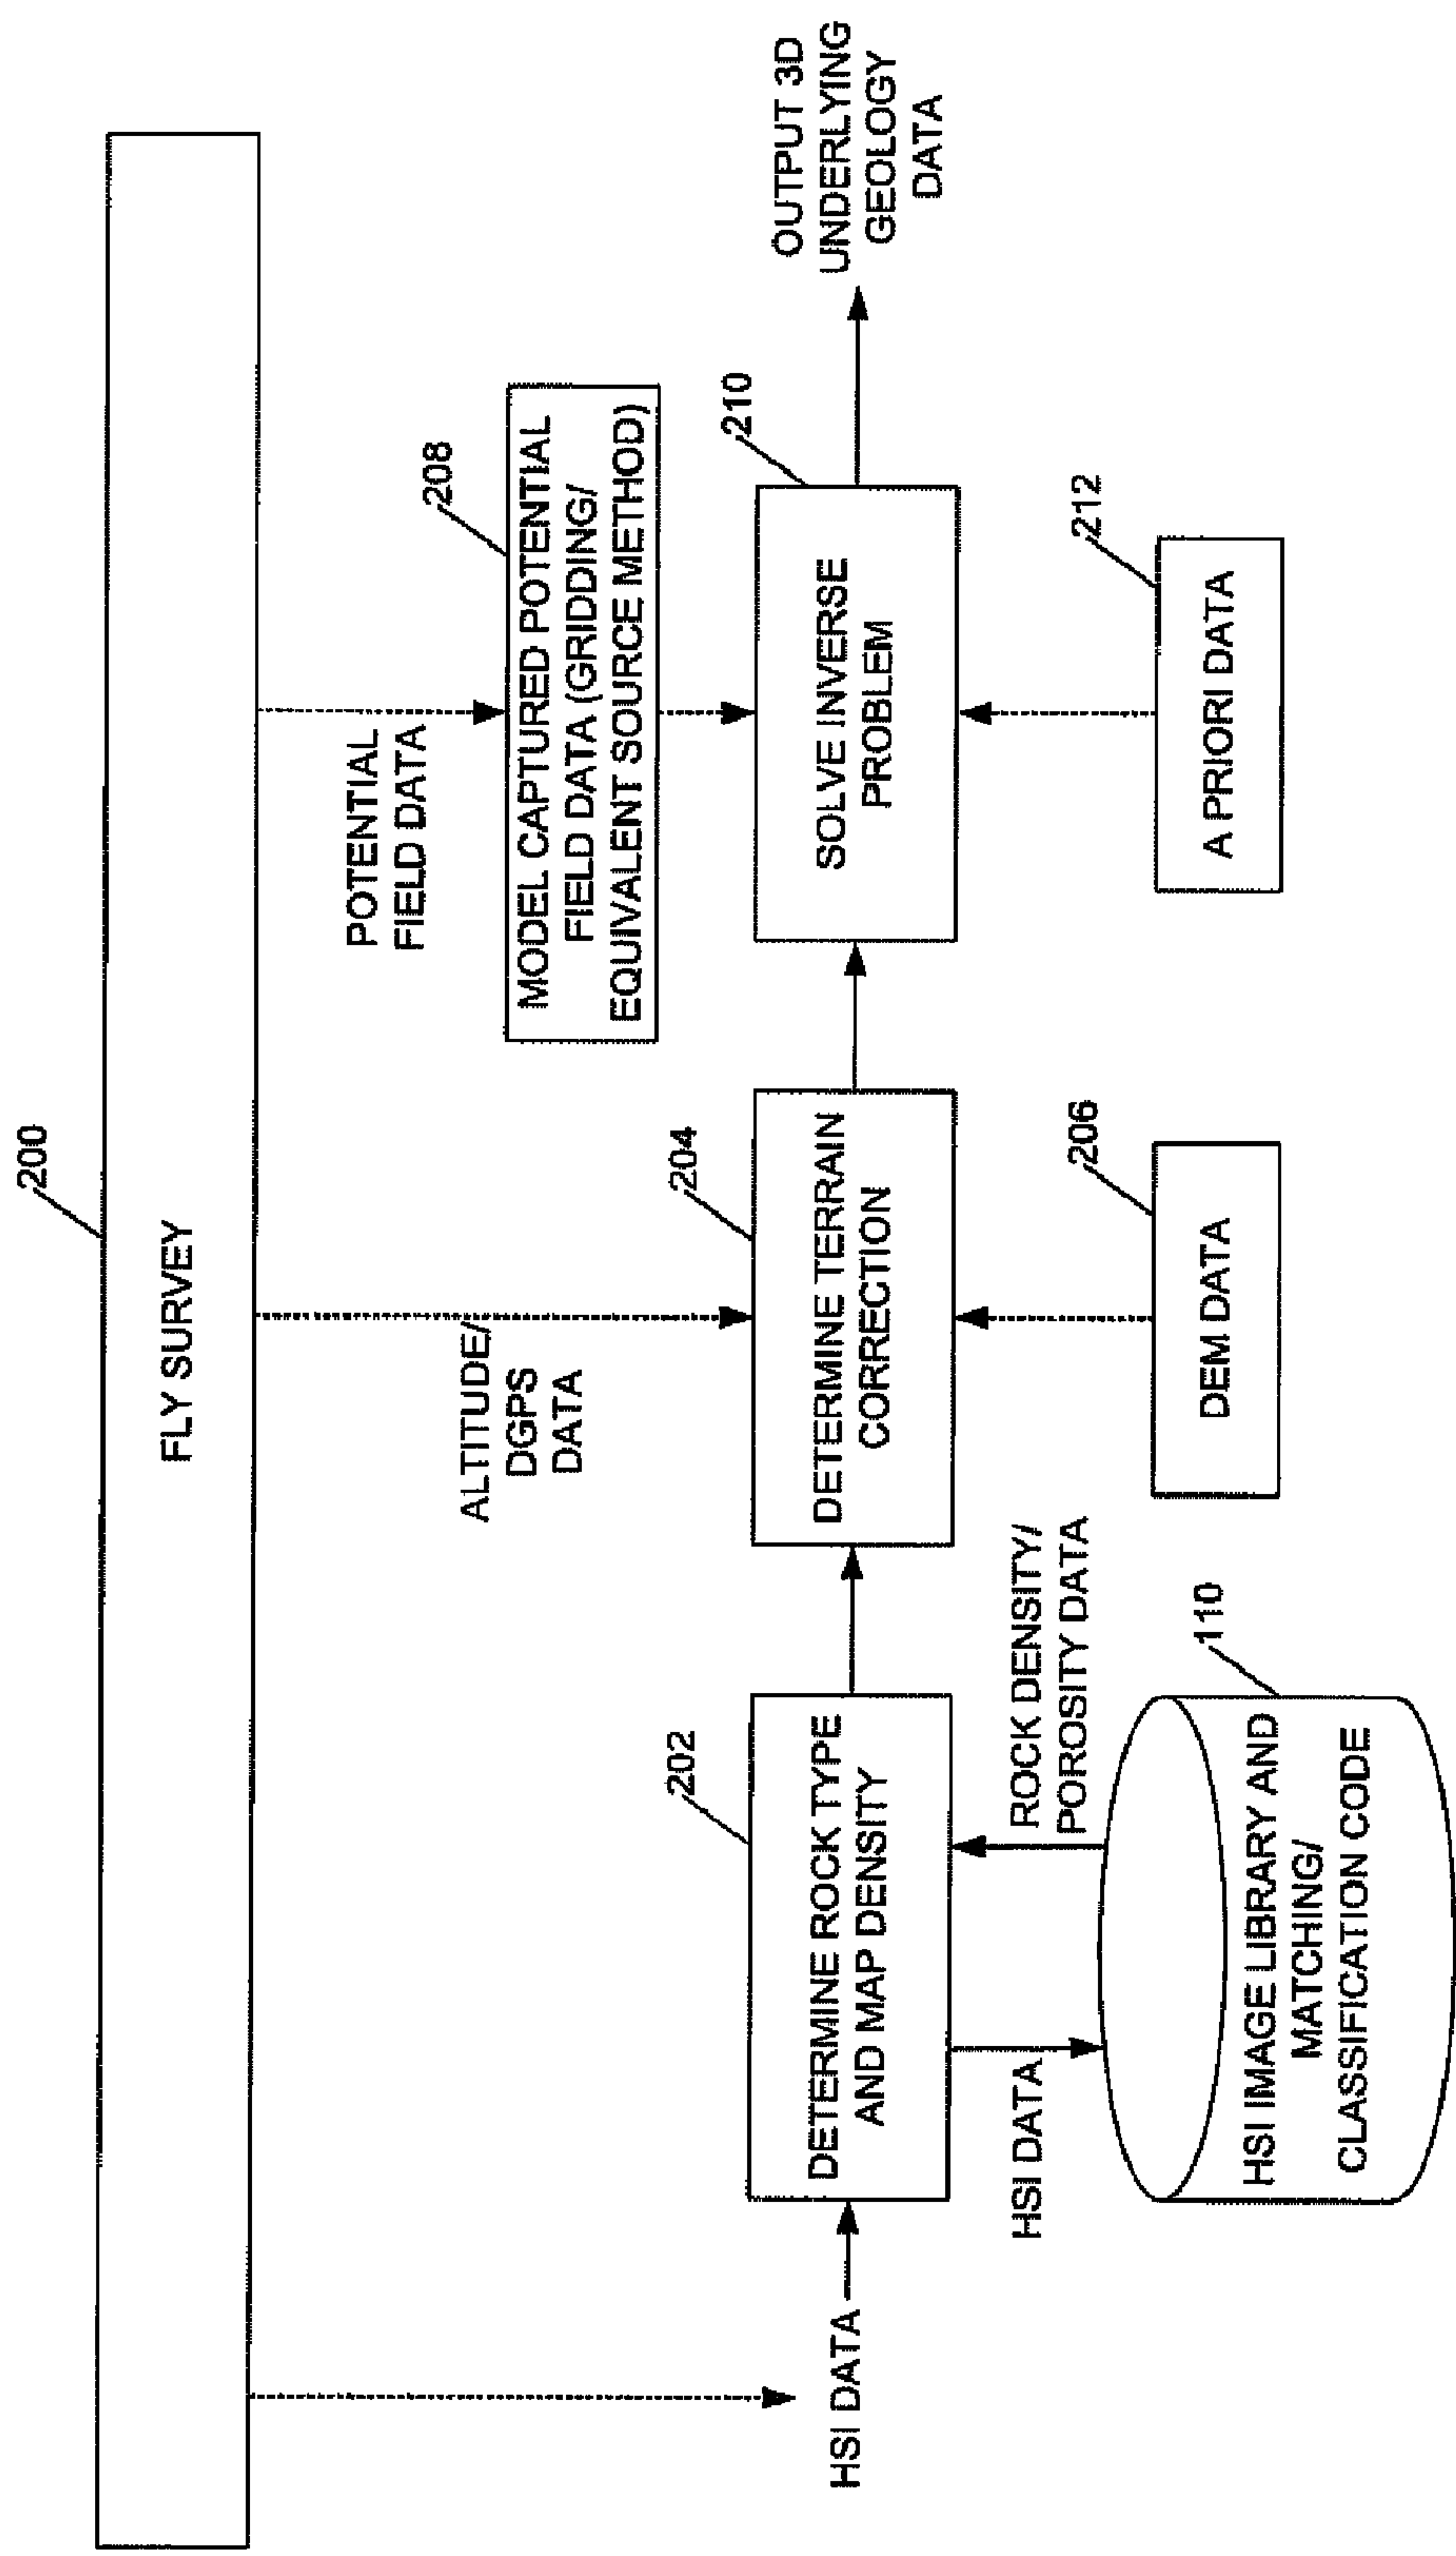 200
FLY SURVEY
POTENTIAL
FIELD DATA
208
MODEL CAPTURED POTENTIAL
FIELD DATA (GRIDDING/
EQUIVALENT SOURCE METHOD)
ALTITUDE/
DGPS
DATA
HSI DATA
202
DETERMINE ROCK TYPE
AND MAP DENSITY
204
DETERMINE TERRAIN
CORRECTION
210
SOLVE INVERSE
PROBLEM
OUTPUT 3D
UNDERLYING
GEOLOGY
DATA
HSI DATA
ROCK DENSITY/
POROSITY DATA
110
HSI IMAGE LIBRARY AND
MATCHING/
CLASSIFICATION CODE
206
DEM DATA
212
A PRIORI DATA